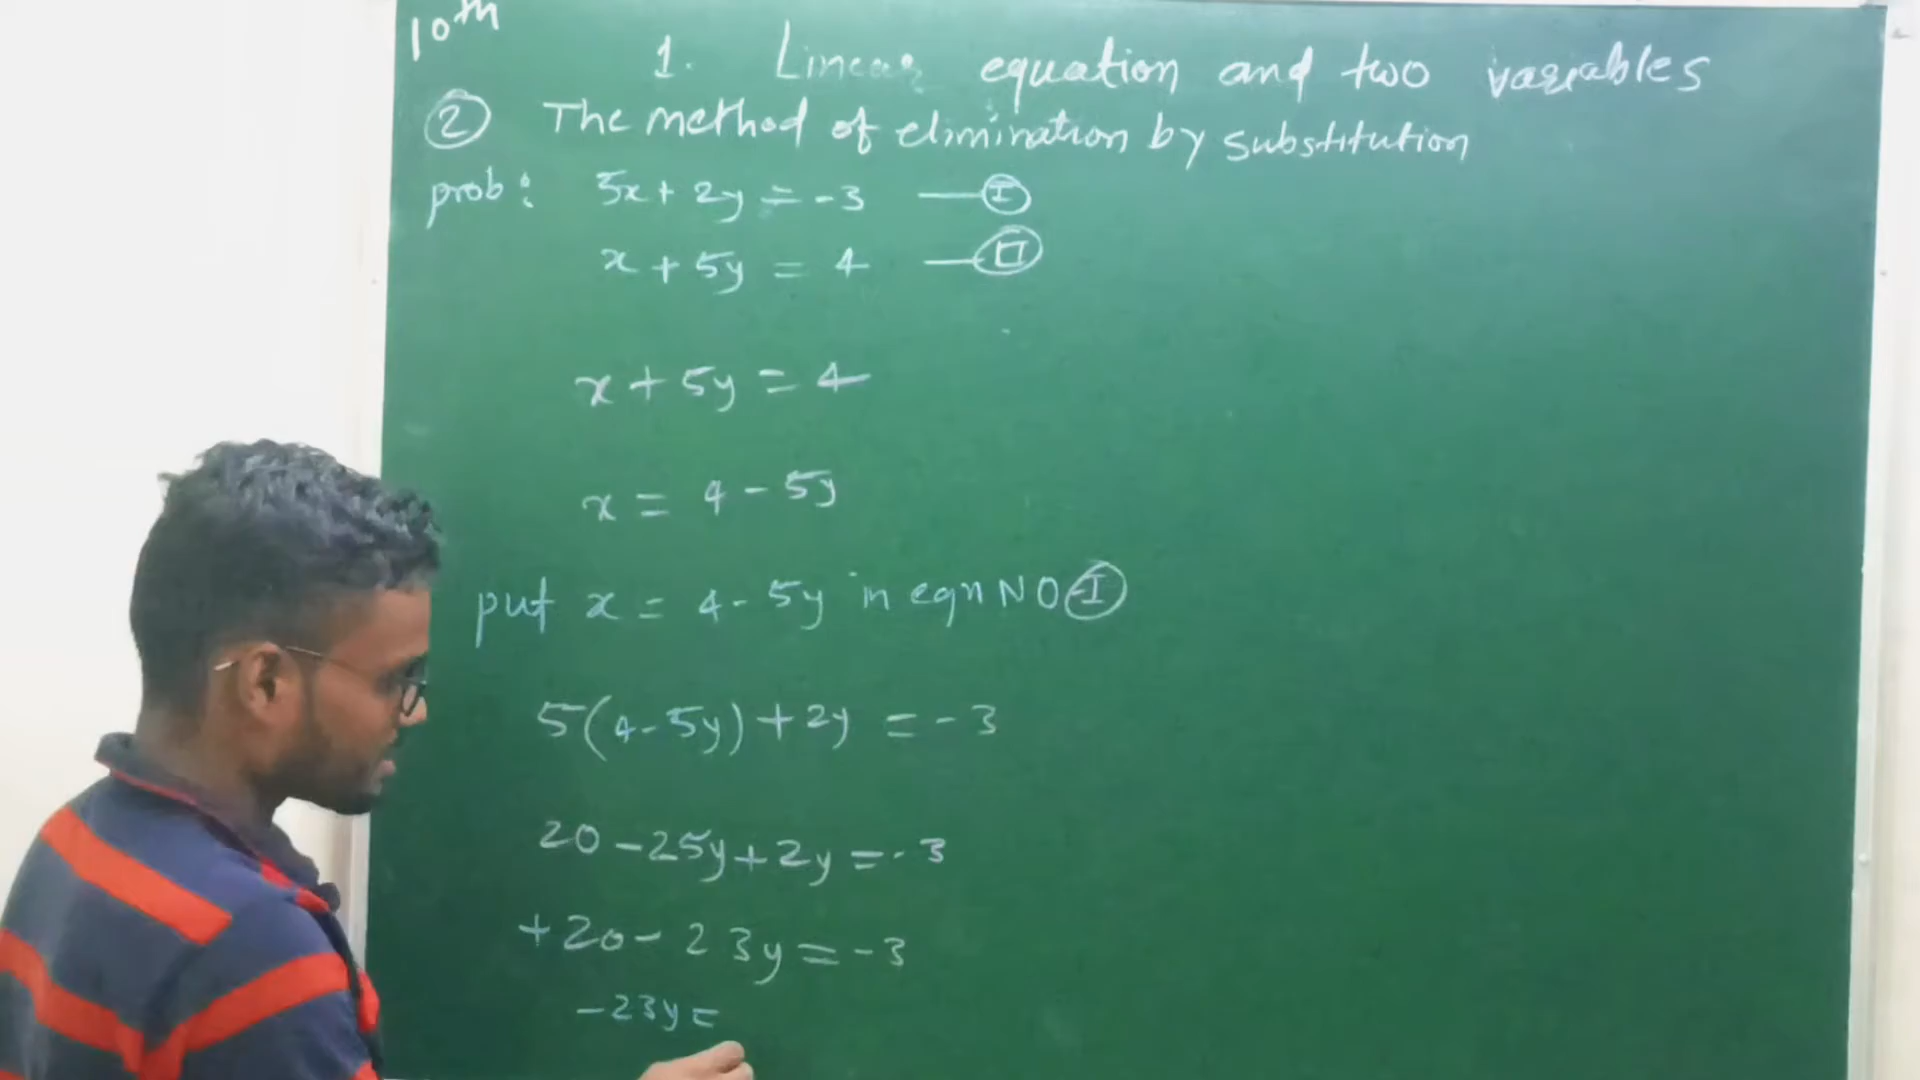 10th
1. Linear equation and two variables
② The method of elimination by substitution
prob: 5x + 2y = -3 — Ⓘ
x + 5y = 4 — Ⅱ
x + 5y = 4
x = 4 - 5y
put x = 4 - 5y in eqn NO Ⓘ
5(4-5y) + 2y = -3
20 - 25y + 2y = -3
+20 - 23y = -3
-23y =